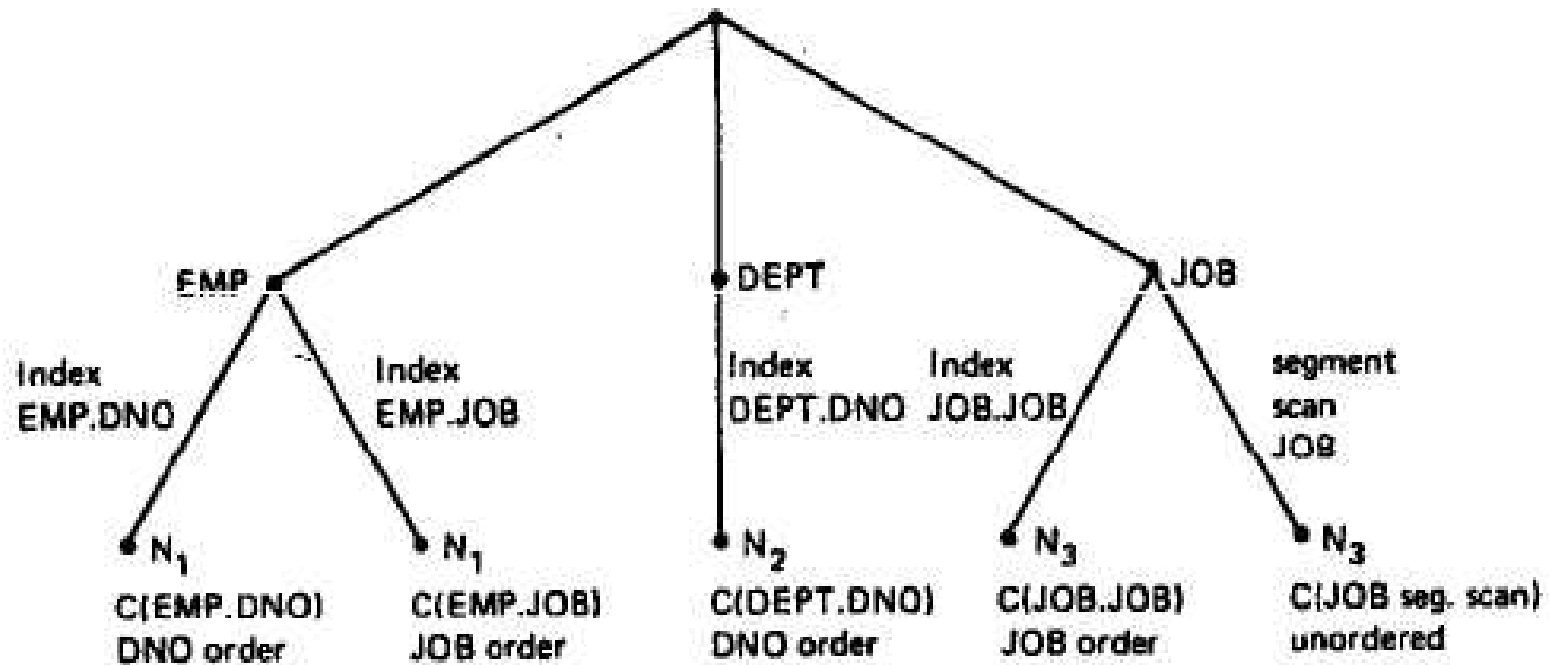 EMP
DEPT
JOB
Index
EMP.DNO
Index
EMP.JOB
Index
DEPT.DNO
Index
JOB.JOB
segment
scan
JOB
N₁
C(EMP.DNO)
DNO order
N₁
C(EMP.JOB)
JOB order
N₂
C(DEPT.DNO)
DNO order
N₃
C(JOB.JOB)
JOB order
N₃
C(JOB seg. scan)
unordered